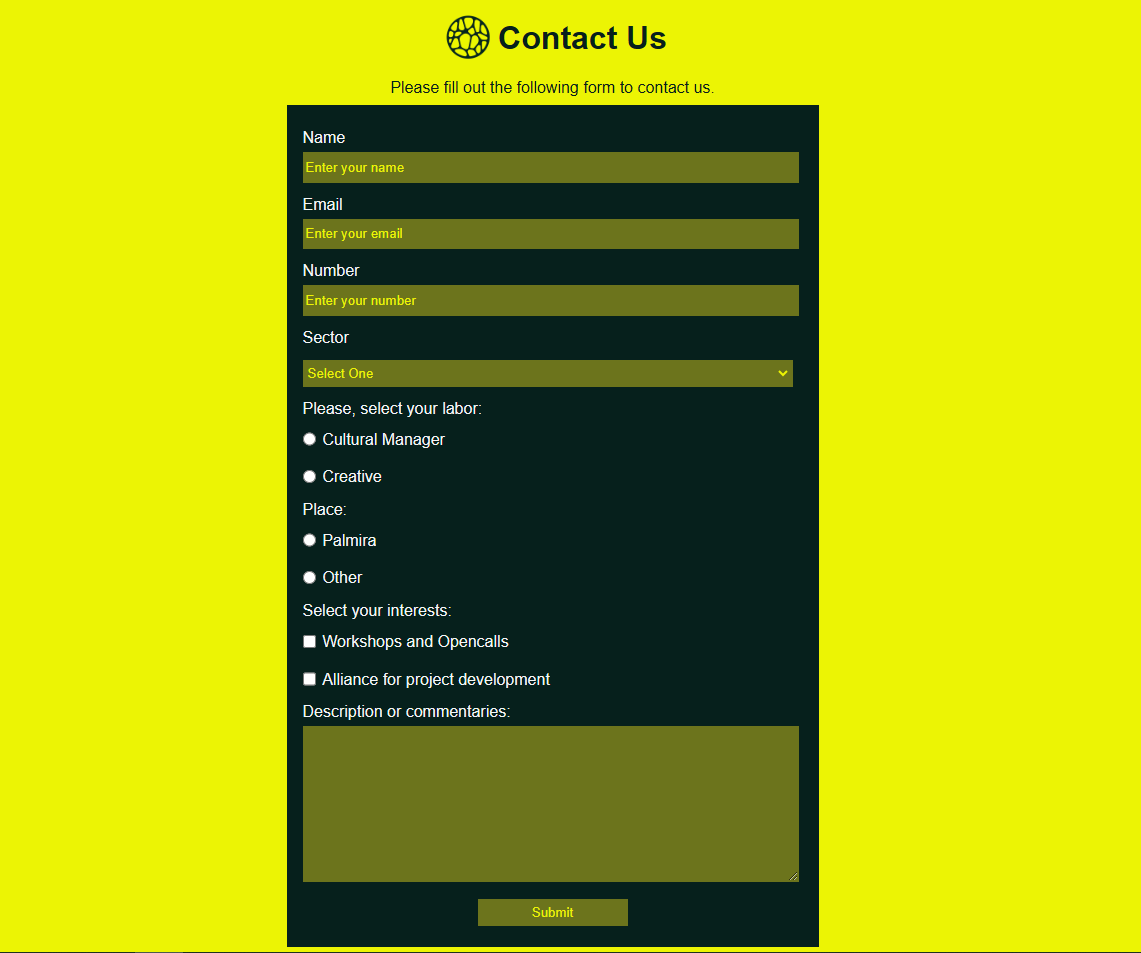 Contact Us
Please fill out the following form to contact us.
Name
Enter your name
Email
Enter your email
Number
Enter your number
Sector
Select One
Please, select your labor:
Cultural Manager
Creative
Place:
Palmira
Other
Select your interests:
Workshops and Opencalls
Alliance for project development
Description or commentaries:
Submit